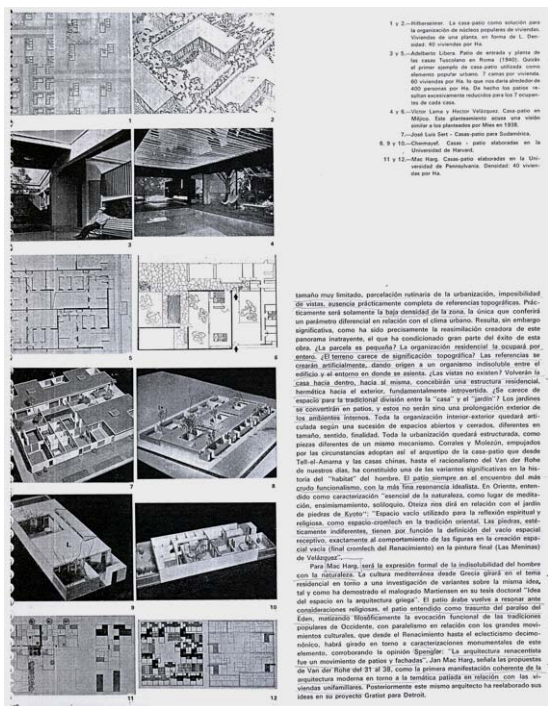 1 y 2.—Hilberseimer. La casa-patio como solución para
la organización de núcleos populares de viviendas.
Viviendas de una planta, en forma de L. Den-
sidad: 40 viviendas por Ha.
3 y 5.—Adalberto Libera. Patio de entrada y planta de
las casas Tuscolano en Roma (1940). Quizás
el primer ejemplo de casa-patio utilizada como
elemento popular urbano. 7 camas por vivienda.
60 viviendas por Ha. lo que nos daría alrededor de
400 personas por Ha. De hecho los patios re-
sultan excesivamente reducidos para los 7 ocupan-
tes de cada casa.
4 y 6.—Víctor Lama y Hector Velázquez. Casa-patio en
Méjico. Este planteamiento acusa una visión
similar a los planteados por Mies en 1938.
7.—José Luis Sert - Casas-patio para Sudamérica.
8, 9 y 10.—Chermayef. Casas - patio elaboradas en la
Universidad de Harvard.
11 y 12.—Mac Harg. Casas-patio elaboradas en la Uni-
versidad de Pennsylvania. Densidad: 40 vivien-
das por Ha.
1
2
3
4
5
6
7
8
9
10
11
12
tamaño muy limitado, parcelación rutinaria de la urbanización, imposibilidad
de vistas, ausencia prácticamente completa de referencias topográficas. Prác-
ticamente será solamente la baja densidad de la zona, la única que conferirá
un parámetro diferencial en relación con el clima urbano. Resulta, sin embargo
significativa, como ha sido precisamente la reasimilación creadora de este
panorama inatrayente, el que ha condicionado gran parte del éxito de esta
obra. ¿La parcela es pequeña? La organización residencial la ocupará por
entero. ¿El terreno carece de significación topográfica? Las referencias se
crearán artificialmente, dando origen a un organismo indisoluble entre el
edificio y el entorno en donde se asienta. ¿Las vistas no existen? Volverán la
casa hacia dentro, hacia sí misma, concebirán una estructura residencial,
hermética hacia el exterior, fundamentalmente introvertida. ¿Se carece de
espacio para la tradicional división entre la "casa" y el "jardín"? Los jardines
se convertirán en patios, y estos no serán sino una prolongación exterior de
los ambientes internos. Toda la organización interior-exterior quedará arti-
culada según una sucesión de espacios abiertos y cerrados, diferentes en
tamaño, sentido, finalidad. Toda la urbanización quedará estructurada, como
piezas diferentes de un mismo mecanismo. Corrales y Molezún, empujados
por las circunstancias adoptan así el arquetipo de la casa-patio que desde
Tell-el-Amarna y las casas chinas, hasta el racionalismo del Van der Rohe
de nuestros días, ha constituido una de las variantes significativas en la his-
toria del "habitat" del hombre. El patio siempre en el encuentro del más
crudo funcionalismo, con la más fina resonancia idealista. En Oriente, enten-
dido como caracterización "esencial de la naturaleza, como lugar de medita-
ción, ensimismamiento, soliloquio, Oteiza nos dirá en relación con el jardín
de piedras de Kyoto": "Espacio vacío utilizado para la reflexión espiritual y
religiosa, como espacio-cromlech en la tradición oriental. Las piedras, esté-
ticamente indiferentes, tienen por función la definición del vacío espacial
receptivo, exactamente al comportamiento de las figuras en la creación espa-
cial vacía (final cromlech del Renacimiento) en la pintura final (Las Meninas)
de Velázquez".
Para Mac Harg, será la expresión formal de la indisolubilidad del hombre
con la naturaleza. La cultura mediterránea desde Grecia girará en el tema
residencial en torno a la investigación de variantes sobre la misma idea,
tal y como ha demostrado el malogrado Martiensen en su tesis doctoral "Idea
del espacio en la arquitectura griega". El patio árabe vuelve a resonar ante
consideraciones religiosas, el patio entendido como trasunto del paraíso del
Eden, matizando filosóficamente la evocación funcional de las tradiciones
populares de Occidente, con paralelismo en relación con los grandes movi-
mientos culturales, que desde el Renacimiento hasta el eclecticismo decimo-
nónico, habrá girado en torno a caracterizaciones monumentales de este
elemento, corroborando la opinión Spengler: "La arquitectura renacentista
fue un movimiento de patios y fachadas". Jan Mac Harg, señala las propuestas
de Van der Rohe del 31 al 38, como la primera manifestación coherente de la
arquitectura moderna en torno a la temática patiada en relación con las vi-
viendas unifamiliares. Posteriormente este mismo arquitecto ha reelaborado sus
ideas en su proyecto Gratiot para Detroit.